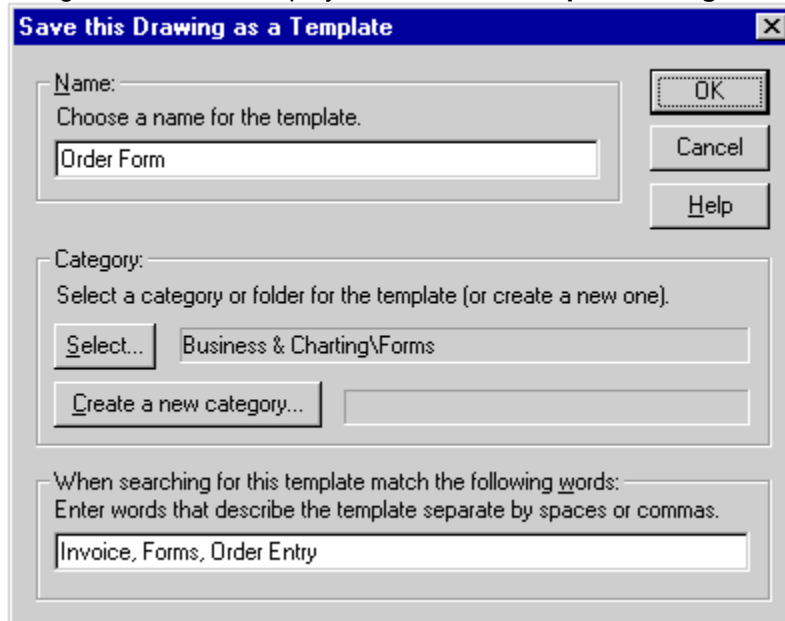 Save this Drawing as a Template
Name:
Choose a name for the template.
Order Form
OK
Cancel
Help
Category:
Select a category or folder for the template (or create a new one).
Select... Business & Charting\Forms
Create a new category...
When searching for this template match the following words:
Enter words that describe the template separate by spaces or commas.
Invoice, Forms, Order Entry